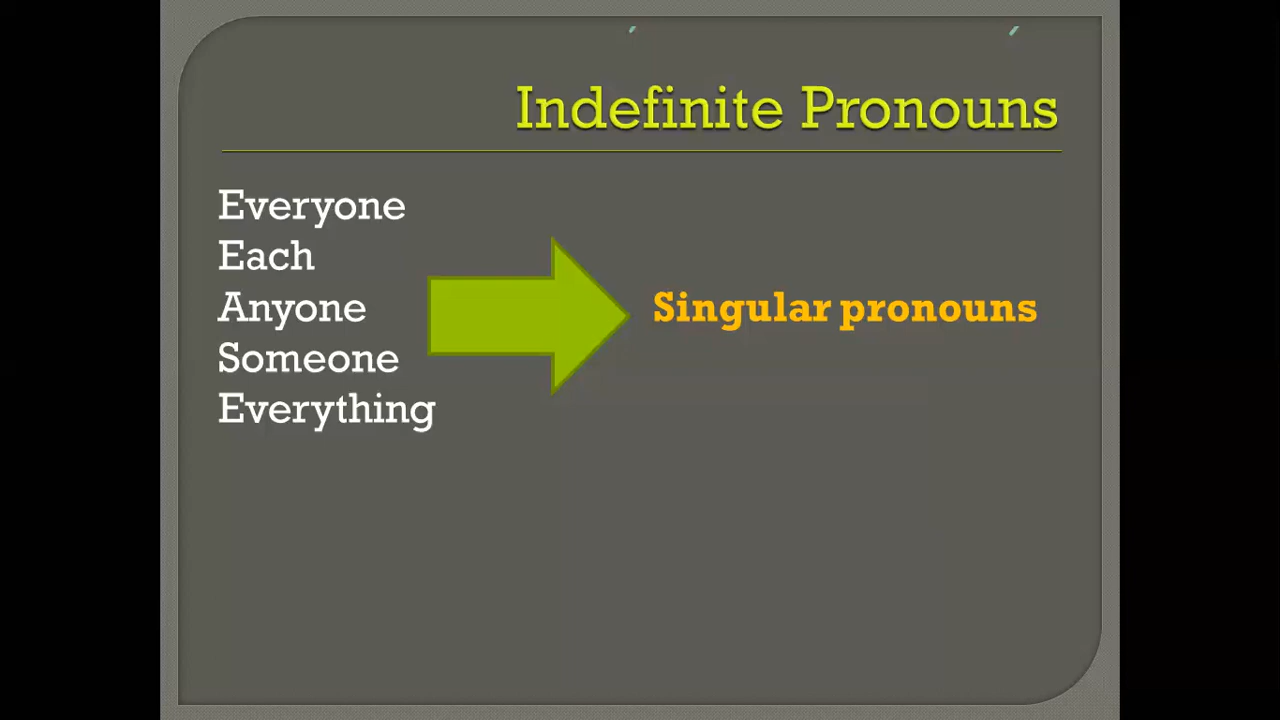 Indefinite Pronouns
Everyone
Each
Anyone
Someone
Everything
Singular pronouns